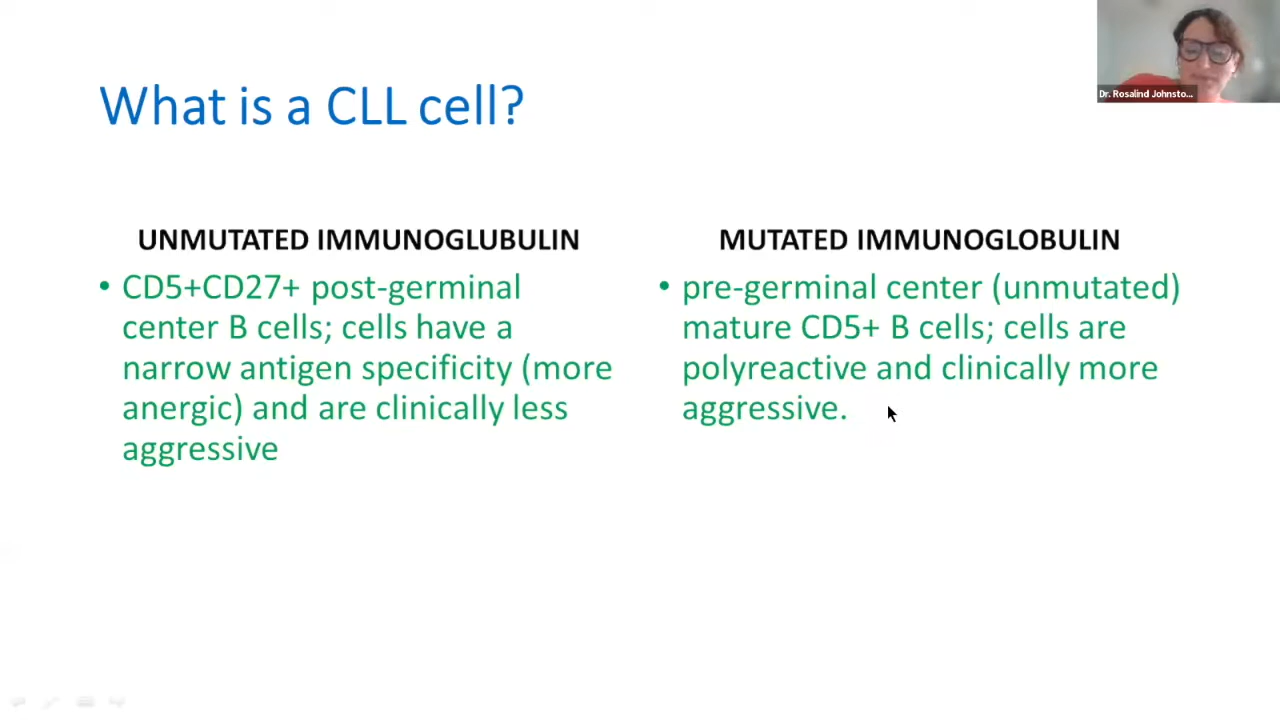 What is a CLL cell?
Dr. Rosalind Johnsto...
UNMUTATED IMMUNOGLUBULIN
• CD5+CD27+ post-germinal
center B cells; cells have a
narrow antigen specificity (more
anergic) and are clinically less
aggressive
MUTATED IMMUNOGLOBULIN
• pre-germinal center (unmutated)
mature CD5+ B cells; cells are
polyreactive and clinically more
aggressive.